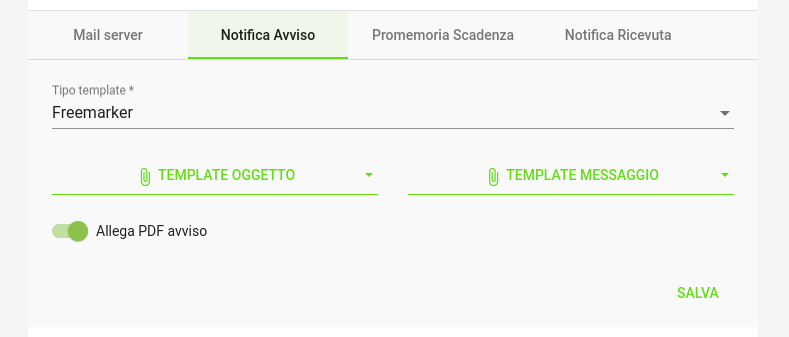 Mail server
Notifica Avviso
Promemoria Scadenza
Notifica Ricevuta
Tipo template *
Freemarker
TEMPLATE OGGETTO
TEMPLATE MESSAGGIO
Allega PDF avviso
SALVA